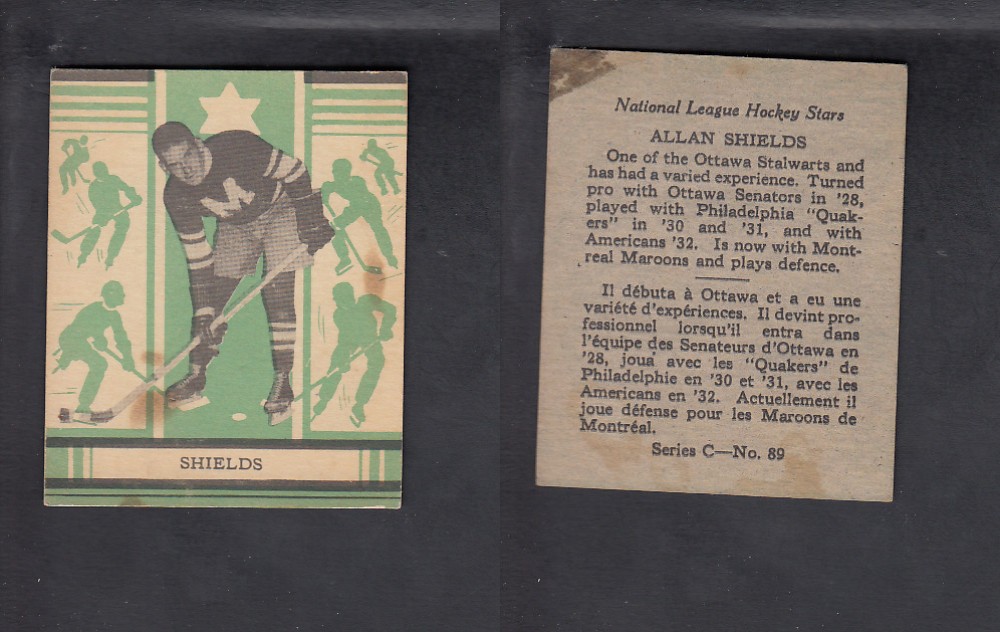 M
SHIELDS
National League Hockey Stars
ALLAN SHIELDS
One of the Ottawa Stalwarts and
has had a varied experience. Turned
pro with Ottawa Senators in '28,
played with Philadelphia "Quak-
ers" in '30 and '31, and with
Americans '32. Is now with Mont-
real Maroons and plays defence.
Il débuta à Ottawa et a eu une
variété d'expériences. Il devint pro-
fessionnel lorsqu'il entra dans
l'équipe des Senateurs d'Ottawa en
'28, joua avec les "Quakers" de
Philadelphie en '30 et '31, avec les
Americans en '32. Actuellement il
joue défense pour les Maroons de
Montréal.
Series C—No. 89